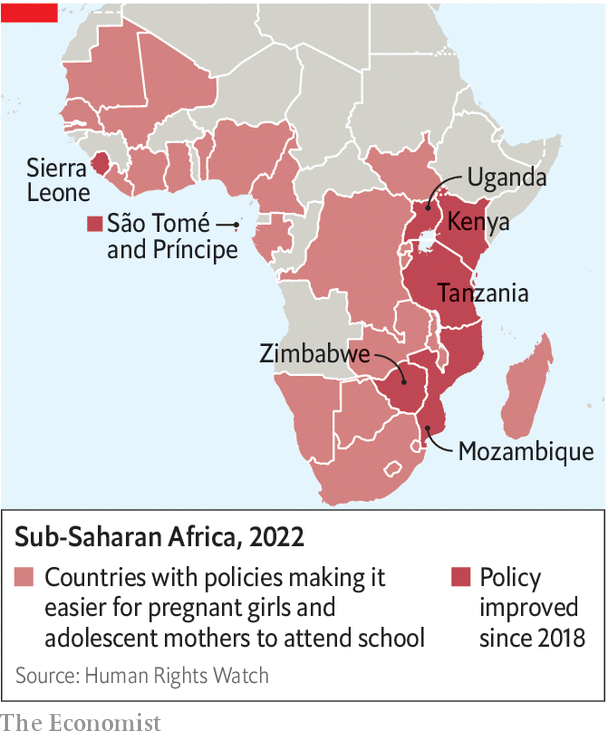 Sierra
Leone
São Tomé
and Príncipe
Uganda
Kenya
Tanzania
Zimbabwe
Mozambique
Sub-Saharan Africa, 2022
Countries with policies making it
easier for pregnant girls and
adolescent mothers to attend school
Policy
improved
since 2018
Source: Human Rights Watch
The Economist